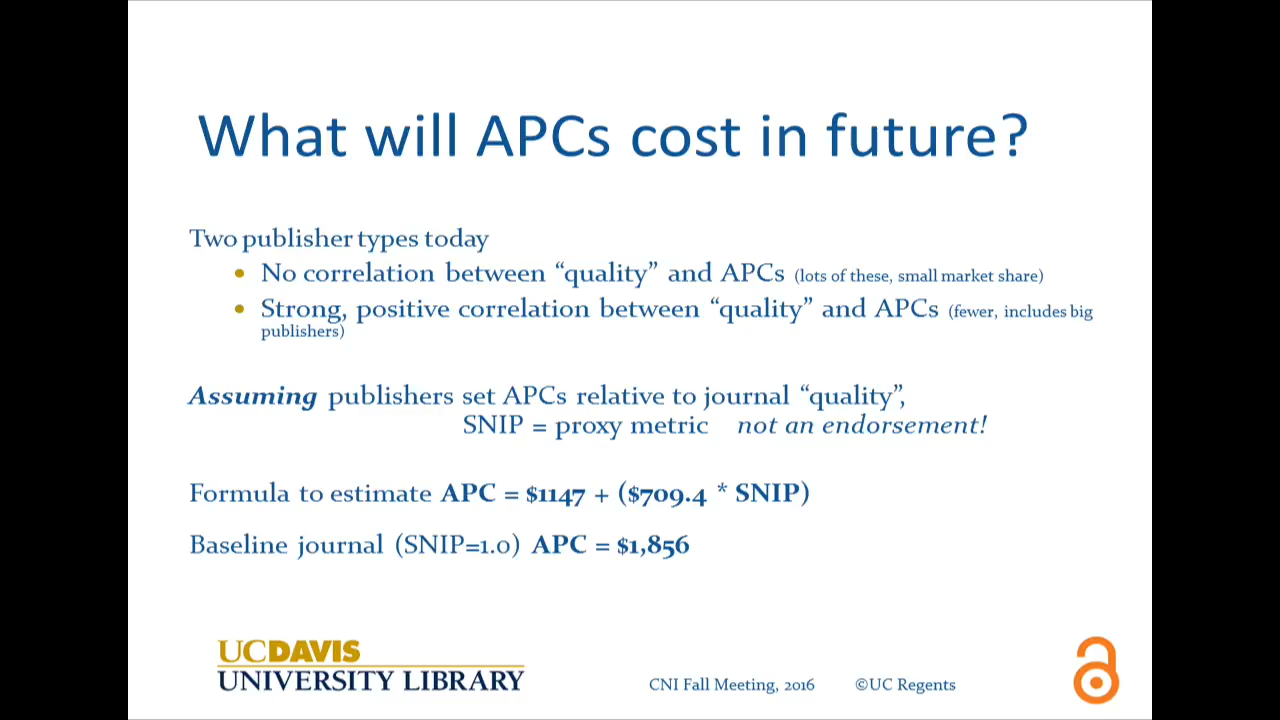 What will APCs cost in future?
Two publisher types today
• No correlation between “quality” and APCs (lots of these, small market share)
• Strong, positive correlation between “quality” and APCs (fewer, includes big
publishers)
Assuming publishers set APCs relative to journal “quality”,
SNIP = proxy metric not an endorsement!
Formula to estimate APC = $1147 + ($709.4 * SNIP)
Baseline journal (SNIP=1.0) APC = $1,856
UCDAVIS
UNIVERSITY LIBRARY
CNI Fall Meeting, 2016 ©UC Regents